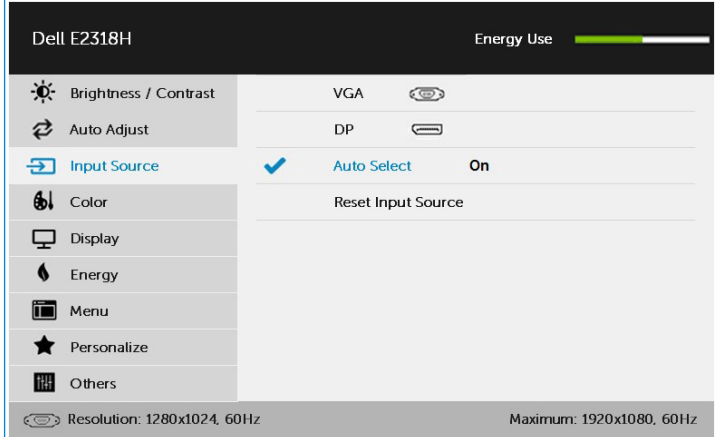 Dell E2318H Energy Use
Brightness / Contrast VGA
Auto Adjust DP
Input Source Auto Select On
Color Reset Input Source
Display
Energy
Menu
Personalize
Others
Resolution: 1280x1024, 60Hz Maximum: 1920x1080, 60Hz